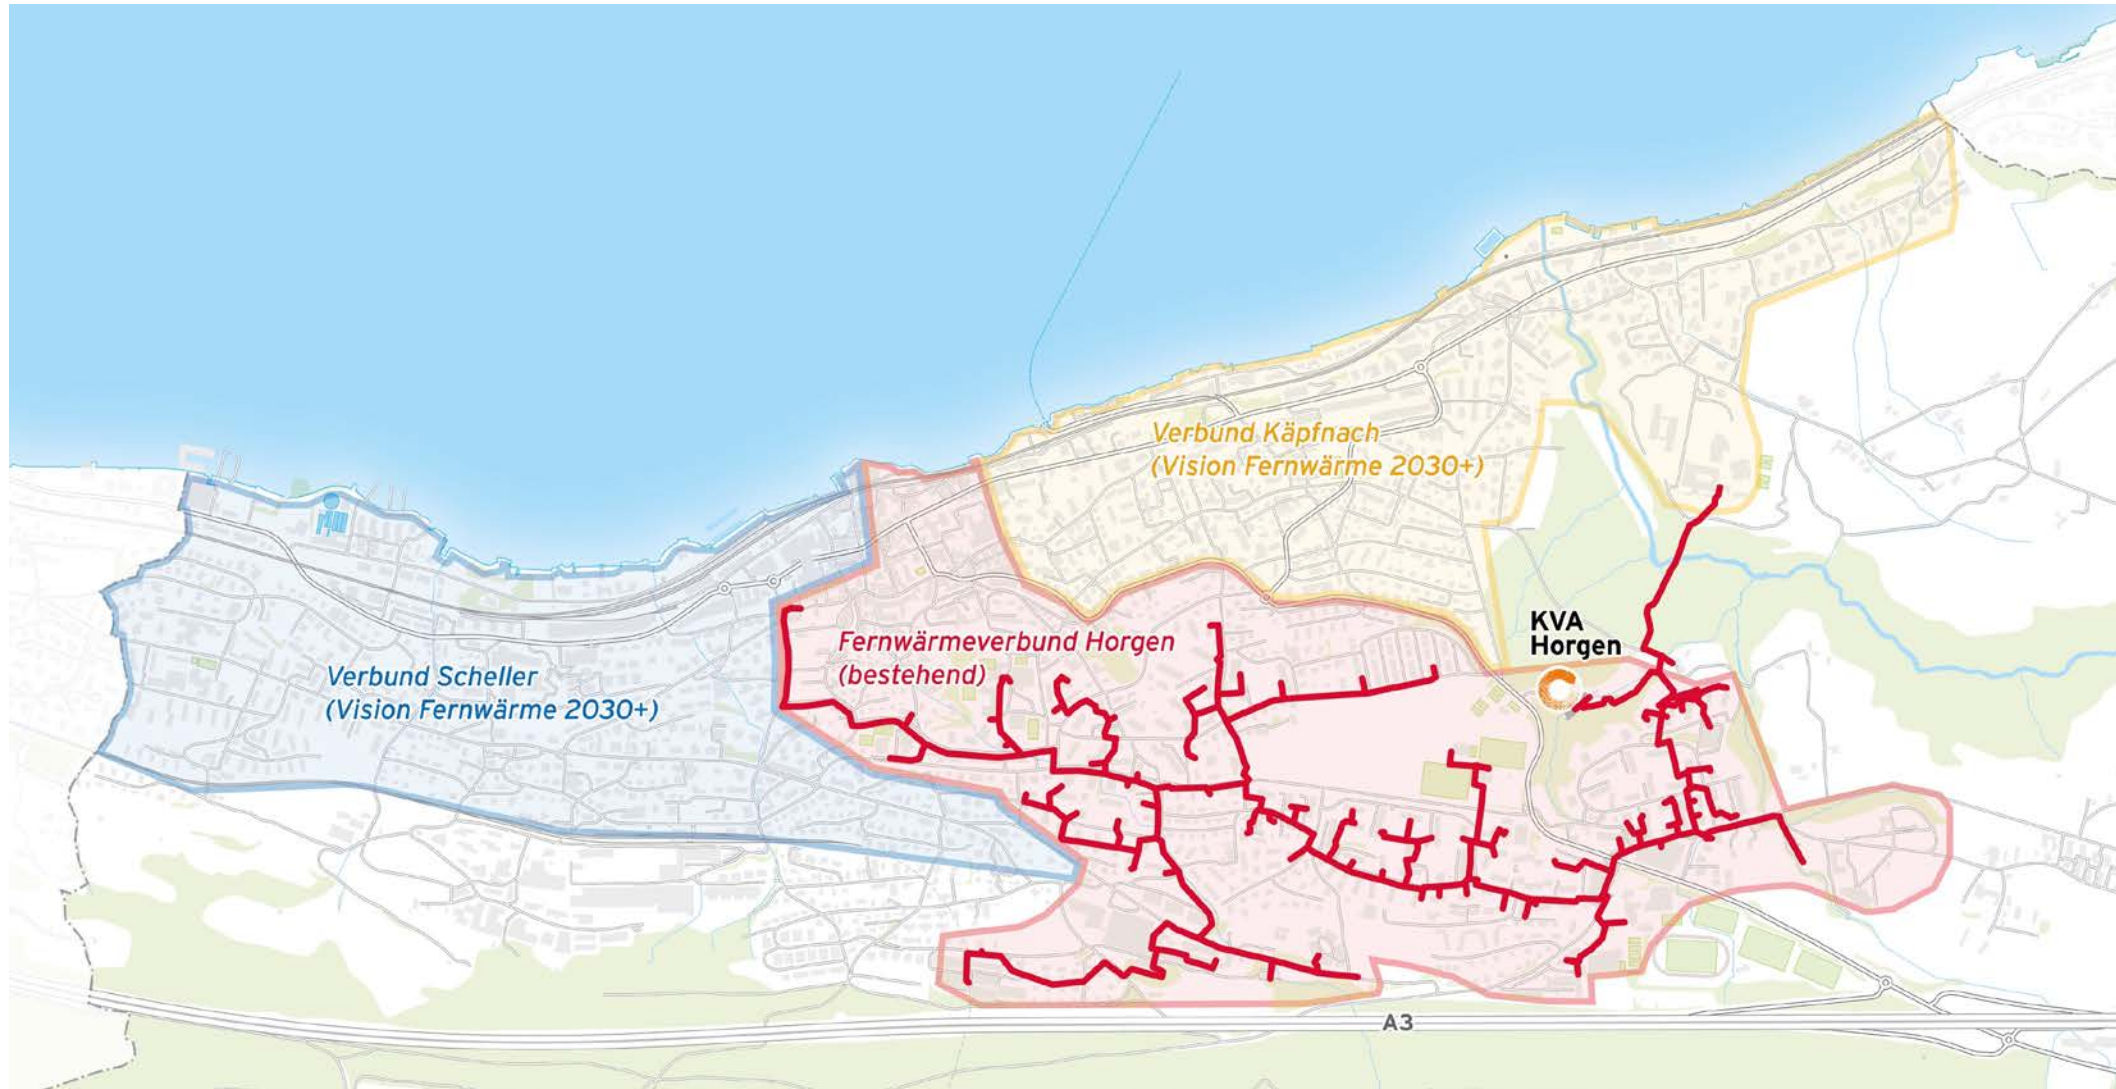 Verbund Käpfnach
(Vision Fernwärme 2030+)
KVA
Horgen
Fernwärmeverbund Horgen
(bestehend)
Verbund Scheller
(Vision Fernwärme 2030+)
A3